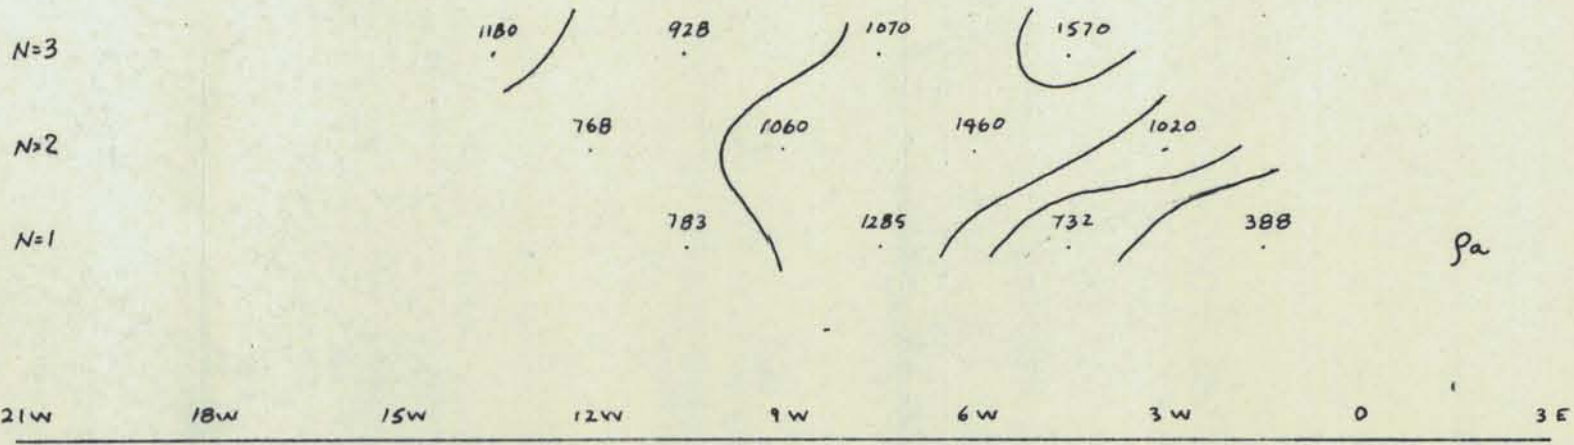 N=3 1180 928 1070 1570
N=2 768 1060 1460 1020
N=1 783 1285 732 388 ρa
21W 18W 15W 12W 9W 6W 3W 0 3E